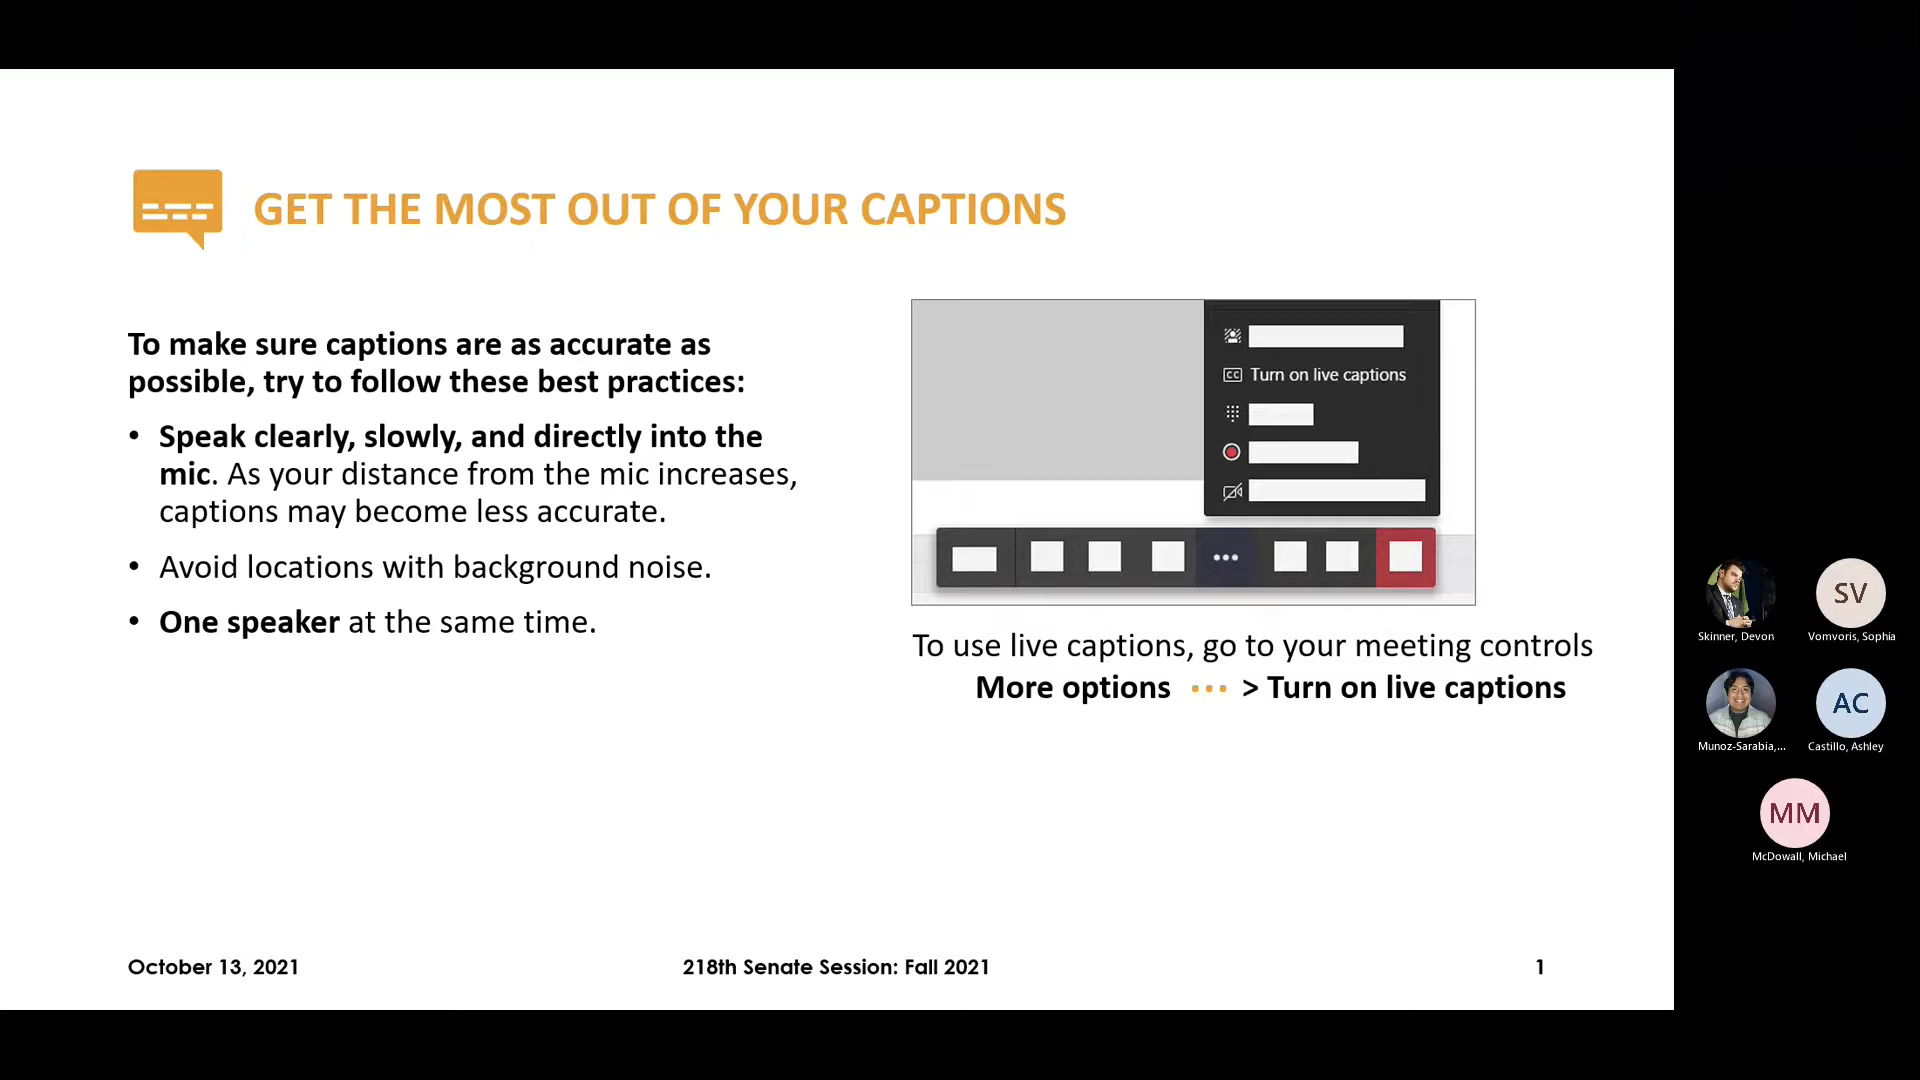 GET THE MOST OUT OF YOUR CAPTIONS
To make sure captions are as accurate as
possible, try to follow these best practices:
• Speak clearly, slowly, and directly into the
mic. As your distance from the mic increases,
captions may become less accurate.
• Avoid locations with background noise.
• One speaker at the same time.
CC Turn on live captions
To use live captions, go to your meeting controls
More options ... > Turn on live captions
October 13, 2021
218th Senate Session: Fall 2021
1
Skinner, Devon
SV
Vomvoris, Sophia
Munoz-Sarabia,...
AC
Castillo, Ashley
MM
McDowall, Michael